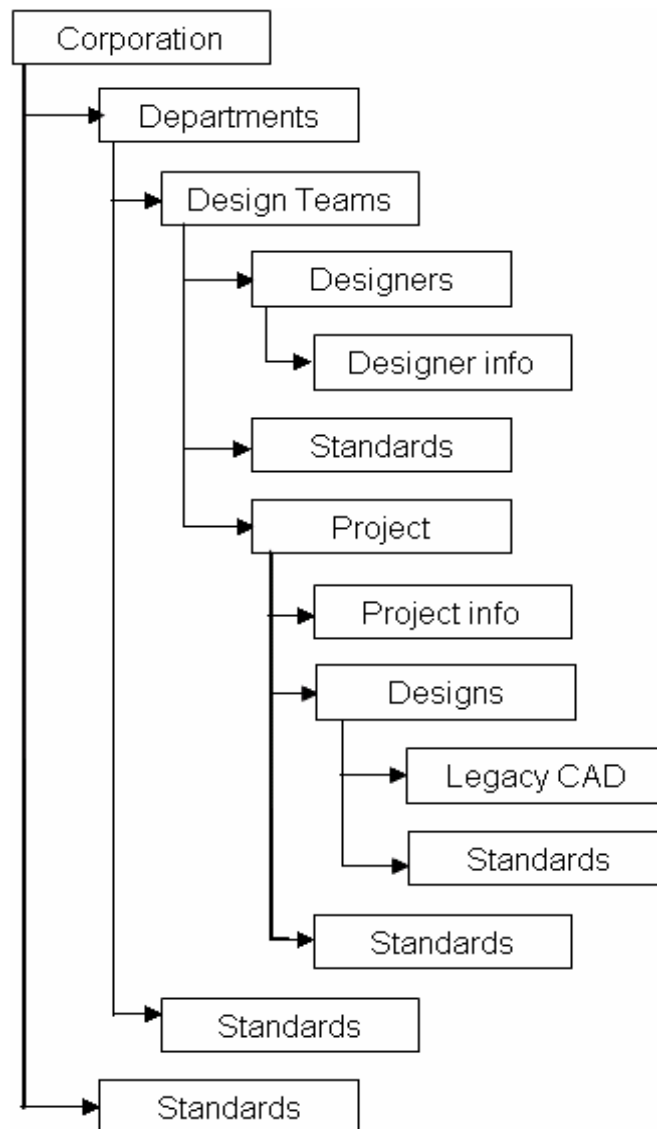 Corporation
Departments
Design Teams
Designers
Designer info
Standards
Project
Project info
Designs
Legacy CAD
Standards
Standards
Standards
Standards